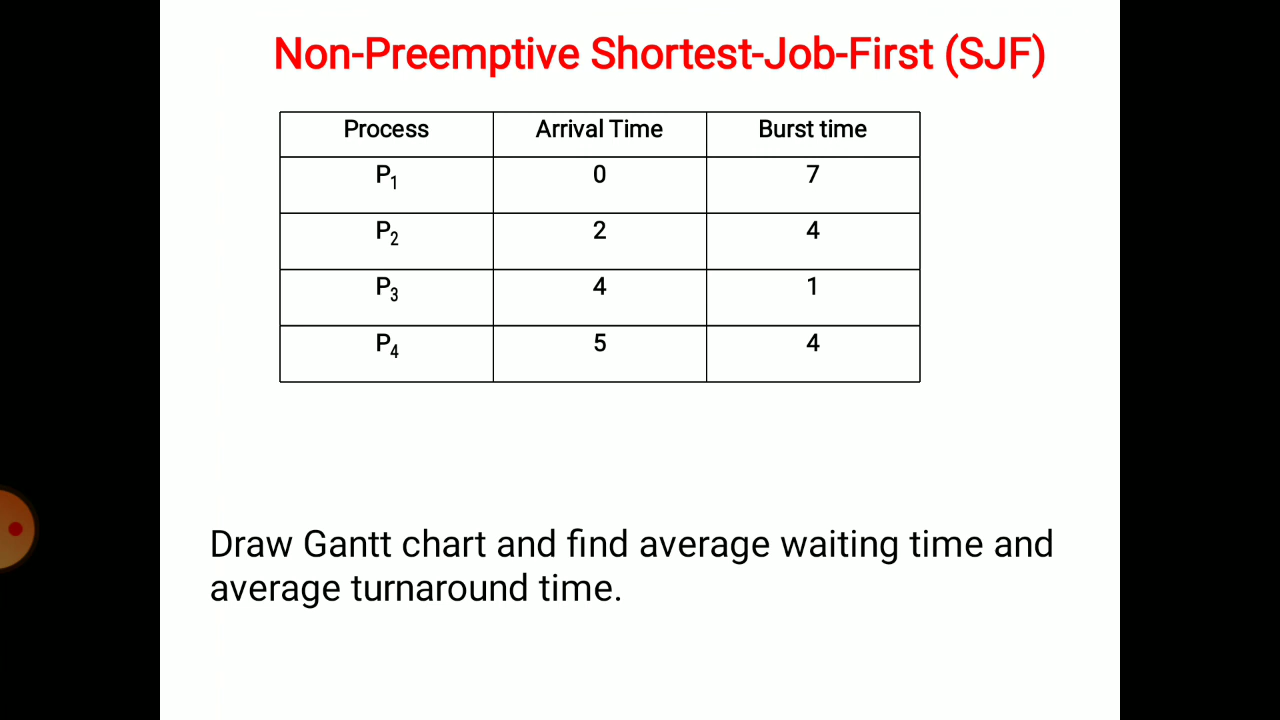 Non-Preemptive Shortest-Job-First (SJF)
Process Arrival Time Burst time
P1 0 7
P2 2 4
P3 4 1
P4 5 4
Draw Gantt chart and find average waiting time and
average turnaround time.